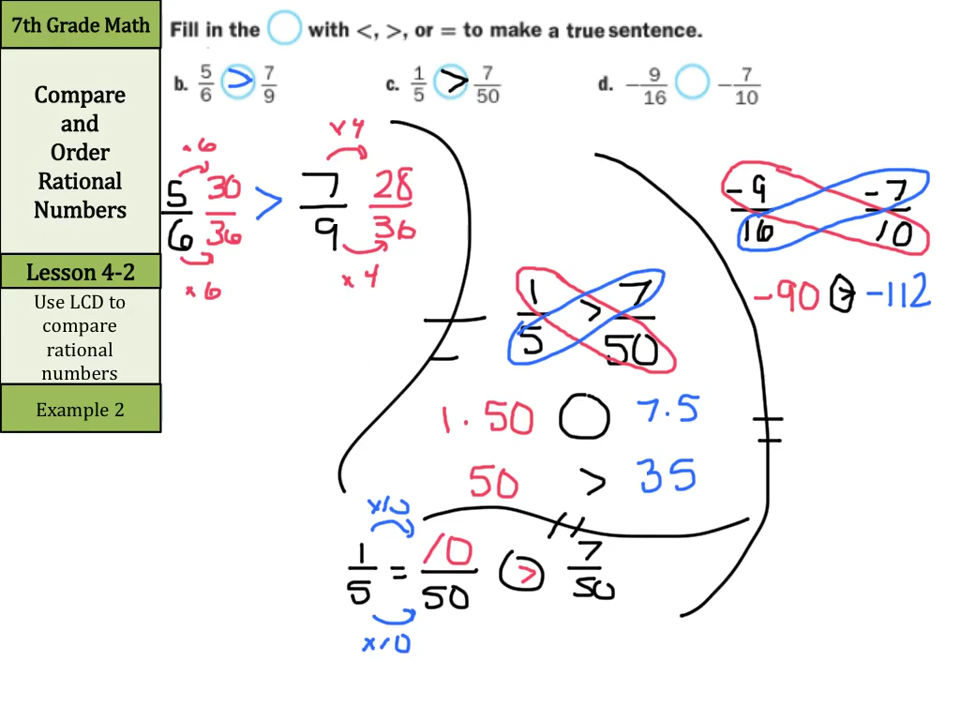 7th Grade Math
Compare
and
Order
Rational
Numbers
Lesson 4-2
Use LCD to
compare
rational
numbers
Example 2
Fill in the ◯ with <, >, or = to make a true sentence.
b. 5/6 > 7/9 c. 1/5 > 7/50 d. -9/16 ◯ -7/10
×6 ×4
5/6 30/36 > 7/9 28/36
×6 ×4
-9/16 -7/10
-90 > -112
1/5 > 7/50
1·50 ◯ 7·5
50 > 35
×10
1/5 = 10/50 > 7/50
×10